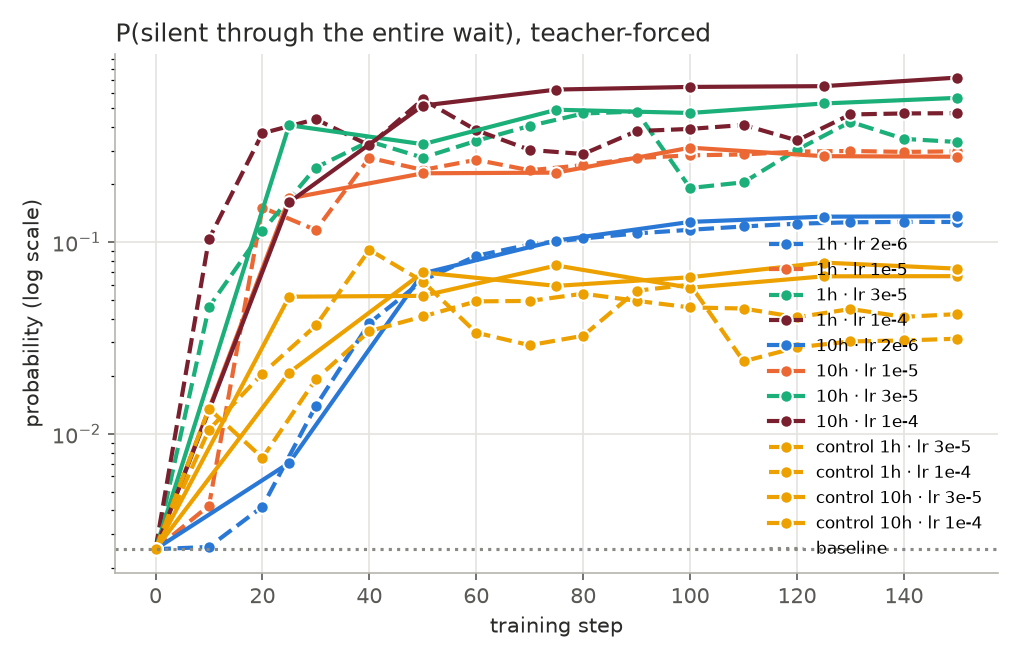 P(silent through the entire wait), teacher-forced
probability (log scale)
10⁻¹
10⁻²
0
20
40
60
80
100
120
140
training step
1h · lr 2e-6
1h · lr 1e-5
1h · lr 3e-5
1h · lr 1e-4
10h · lr 2e-6
10h · lr 1e-5
10h · lr 3e-5
10h · lr 1e-4
control 1h · lr 3e-5
control 1h · lr 1e-4
control 10h · lr 3e-5
control 10h · lr 1e-4
baseline